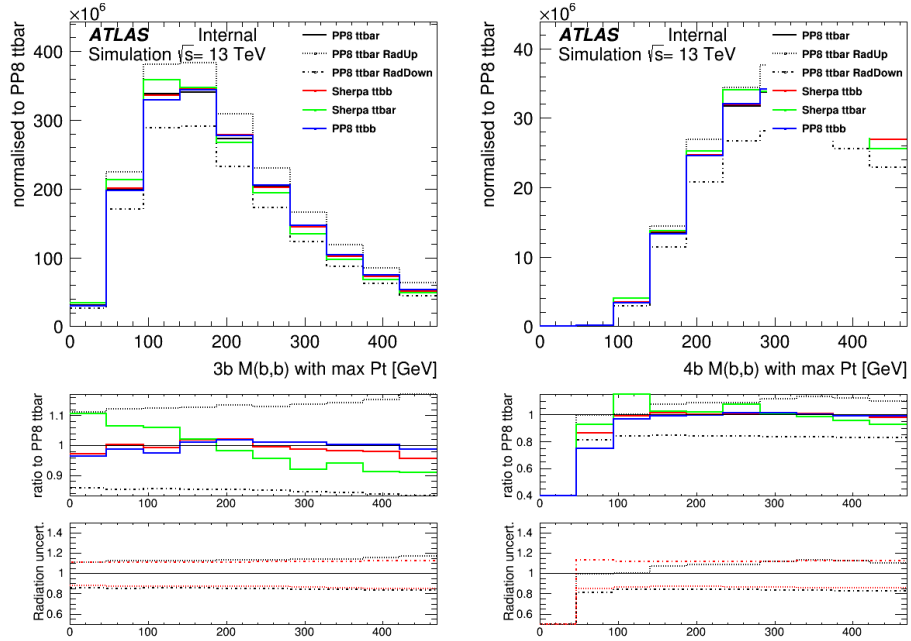 ×10⁶
ATLAS Internal
Simulation √s= 13 TeV
PP8 ttbar
PP8 ttbar RadUp
PP8 ttbar RadDown
Sherpa ttbb
Sherpa ttbar
PP8 ttbb
normalised to PP8 ttbar
400
300
200
100
0
0 100 200 300 400
3b M(b,b) with max Pt [GeV]
ratio to PP8 ttbar
1.1
1
0.9
0 100 200 300 400
Radiation uncert.
1.4
1.2
1
0.8
0.6
0 100 200 300 400
×10⁶
ATLAS Internal
Simulation √s= 13 TeV
PP8 ttbar
PP8 ttbar RadUp
PP8 ttbar RadDown
Sherpa ttbb
Sherpa ttbar
PP8 ttbb
normalised to PP8 ttbar
40
30
20
10
0
0 100 200 300 400
4b M(b,b) with max Pt [GeV]
ratio to PP8 ttbar
1
0.8
0.6
0.4
0 100 200 300 400
Radiation uncert.
1.4
1.2
1
0.8
0.6
0 100 200 300 400